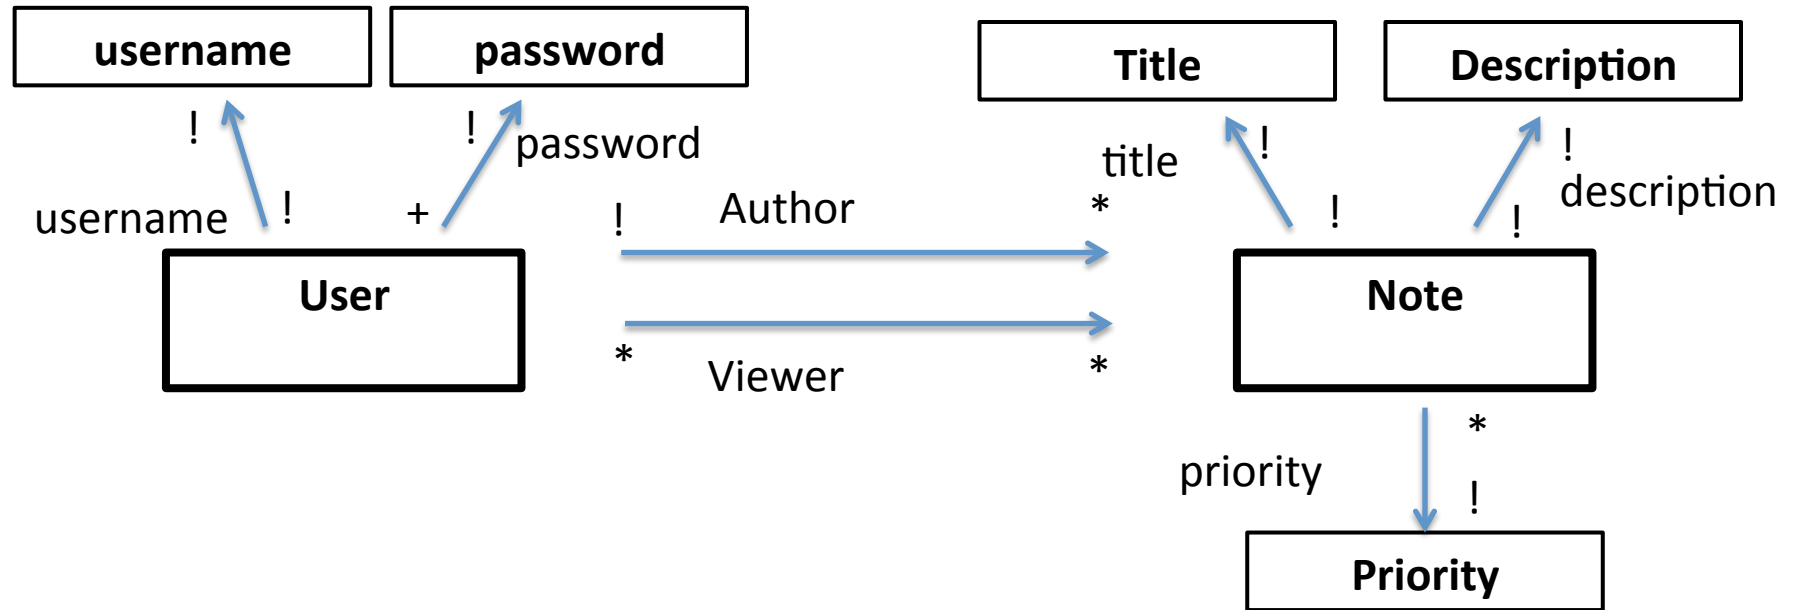 username
password
Title
Description
! ! password
title ! !
username ! + ! Author * ! ! description
User
Note
* Viewer *
*
priority
!
Priority